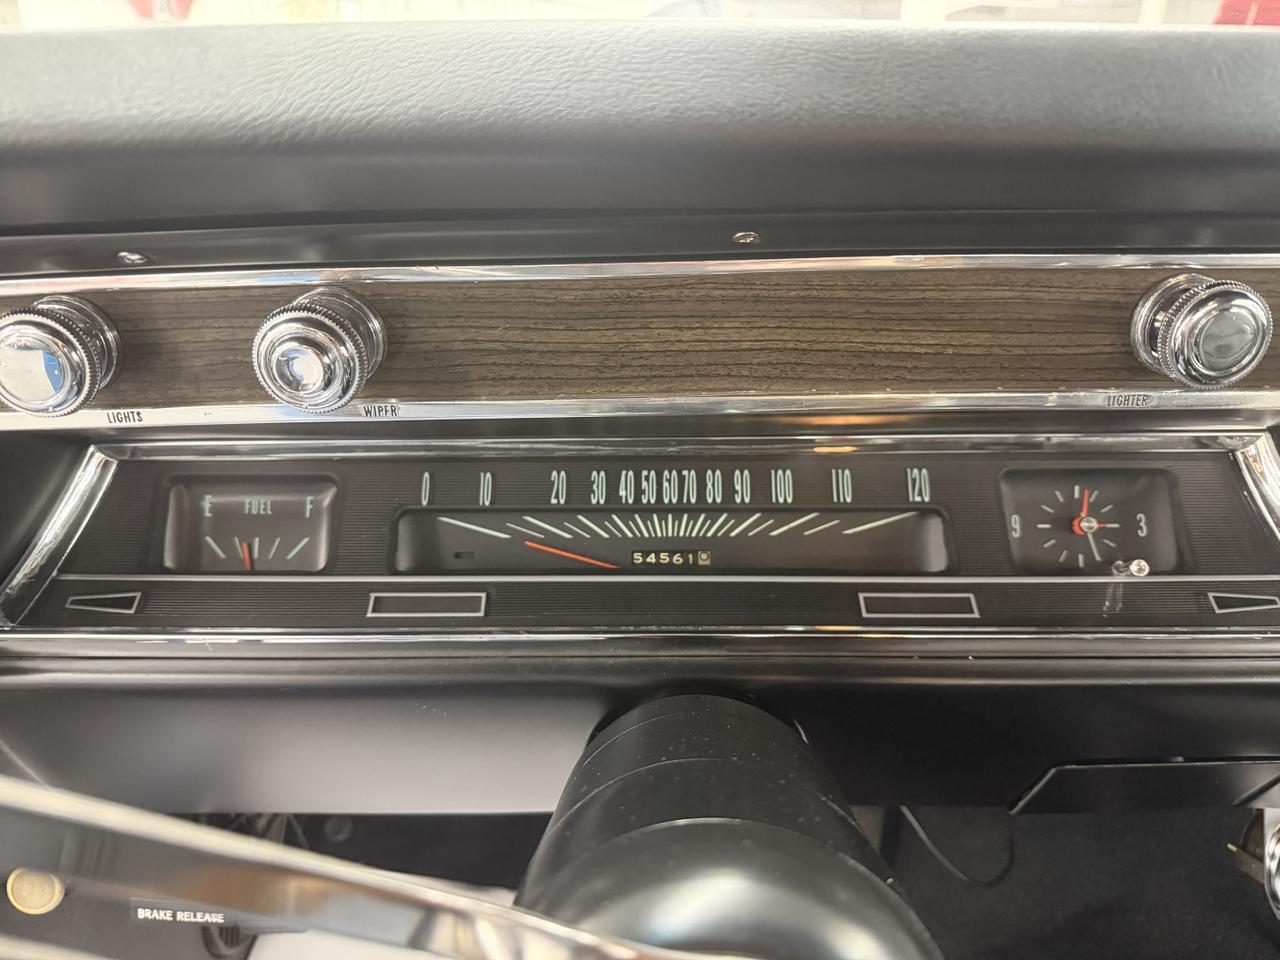 LIGHTS
WIPER
LIGHTER
E FUEL F
0 10 20 30 40 50 60 70 80 90 100 110 120
54561
9 3
BRAKE RELEASE